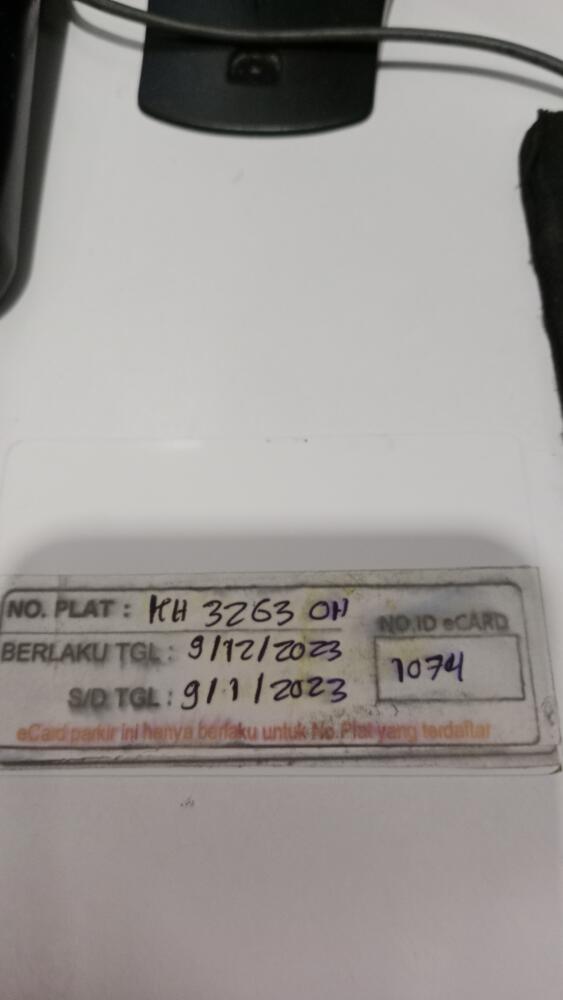 NO. PLAT : KH 3263 OH
BERLAKU TGL : 9/12/2023
S/D TGL : 9/1/2023
NO.ID eCARD
1074
eCard parkir ini hanya berlaku untuk No.Plat yang terdaftar